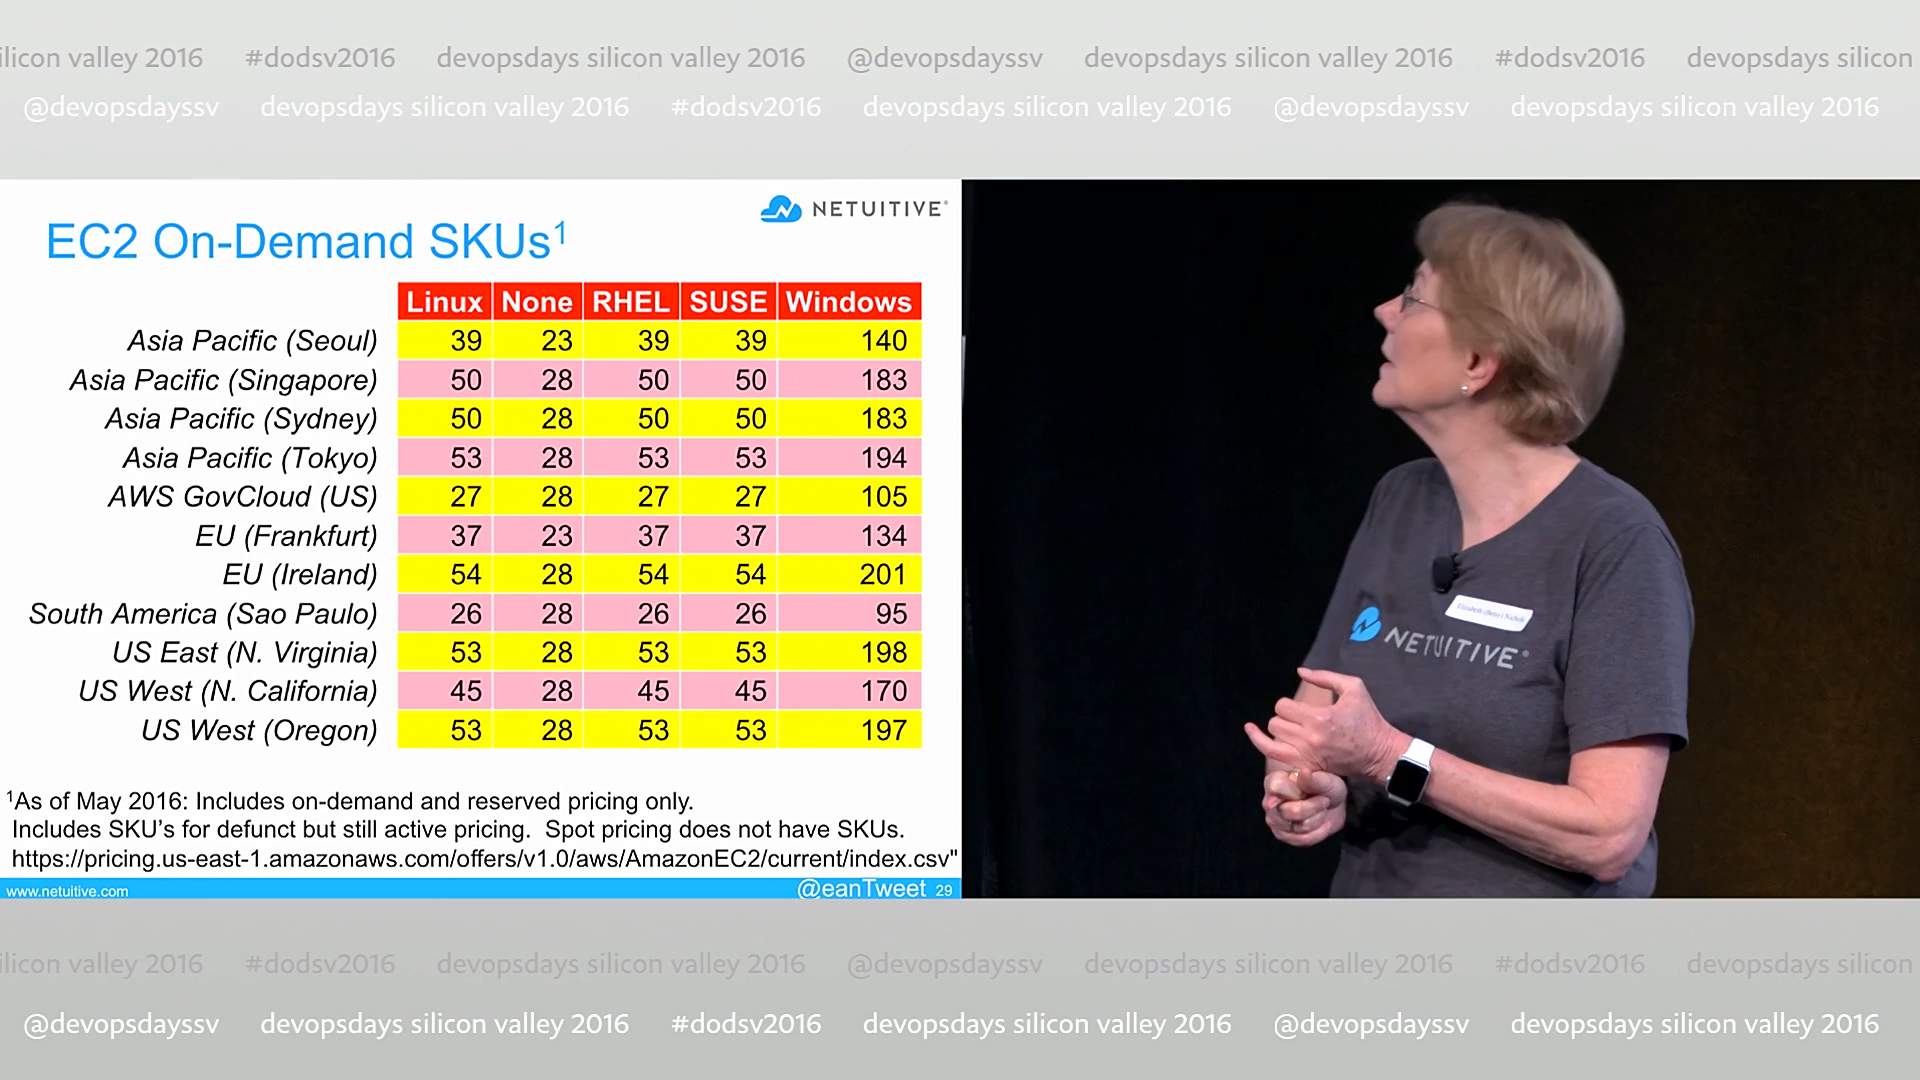 licon valley 2016 #dodsv2016 devopsdays silicon valley 2016 @devopsdayssv devopsdays silicon valley 2016 #dodsv2016 devopsdays silicon
@devopsdayssv devopsdays silicon valley 2016 #dodsv2016 devopsdays silicon valley 2016 @devopsdayssv devopsdays silicon valley 2016
NETUITIVE®
EC2 On-Demand SKUs¹
Linux None RHEL SUSE Windows
Asia Pacific (Seoul) 39 23 39 39 140
Asia Pacific (Singapore) 50 28 50 50 183
Asia Pacific (Sydney) 50 28 50 50 183
Asia Pacific (Tokyo) 53 28 53 53 194
AWS GovCloud (US) 27 28 27 27 105
EU (Frankfurt) 37 23 37 37 134
EU (Ireland) 54 28 54 54 201
South America (Sao Paulo) 26 28 26 26 95
US East (N. Virginia) 53 28 53 53 198
US West (N. California) 45 28 45 45 170
US West (Oregon) 53 28 53 53 197
¹As of May 2016: Includes on-demand and reserved pricing only.
Includes SKU's for defunct but still active pricing. Spot pricing does not have SKUs.
https://pricing.us-east-1.amazonaws.com/offers/v1.0/aws/AmazonEC2/current/index.csv"
www.netuitive.com @eanTweet 29
Elizabeth (Betsy) Nichols
NETUITIVE®
licon valley 2016 #dodsv2016 devopsdays silicon valley 2016 @devopsdayssv devopsdays silicon valley 2016 #dodsv2016 devopsdays silicon
@devopsdayssv devopsdays silicon valley 2016 #dodsv2016 devopsdays silicon valley 2016 @devopsdayssv devopsdays silicon valley 2016